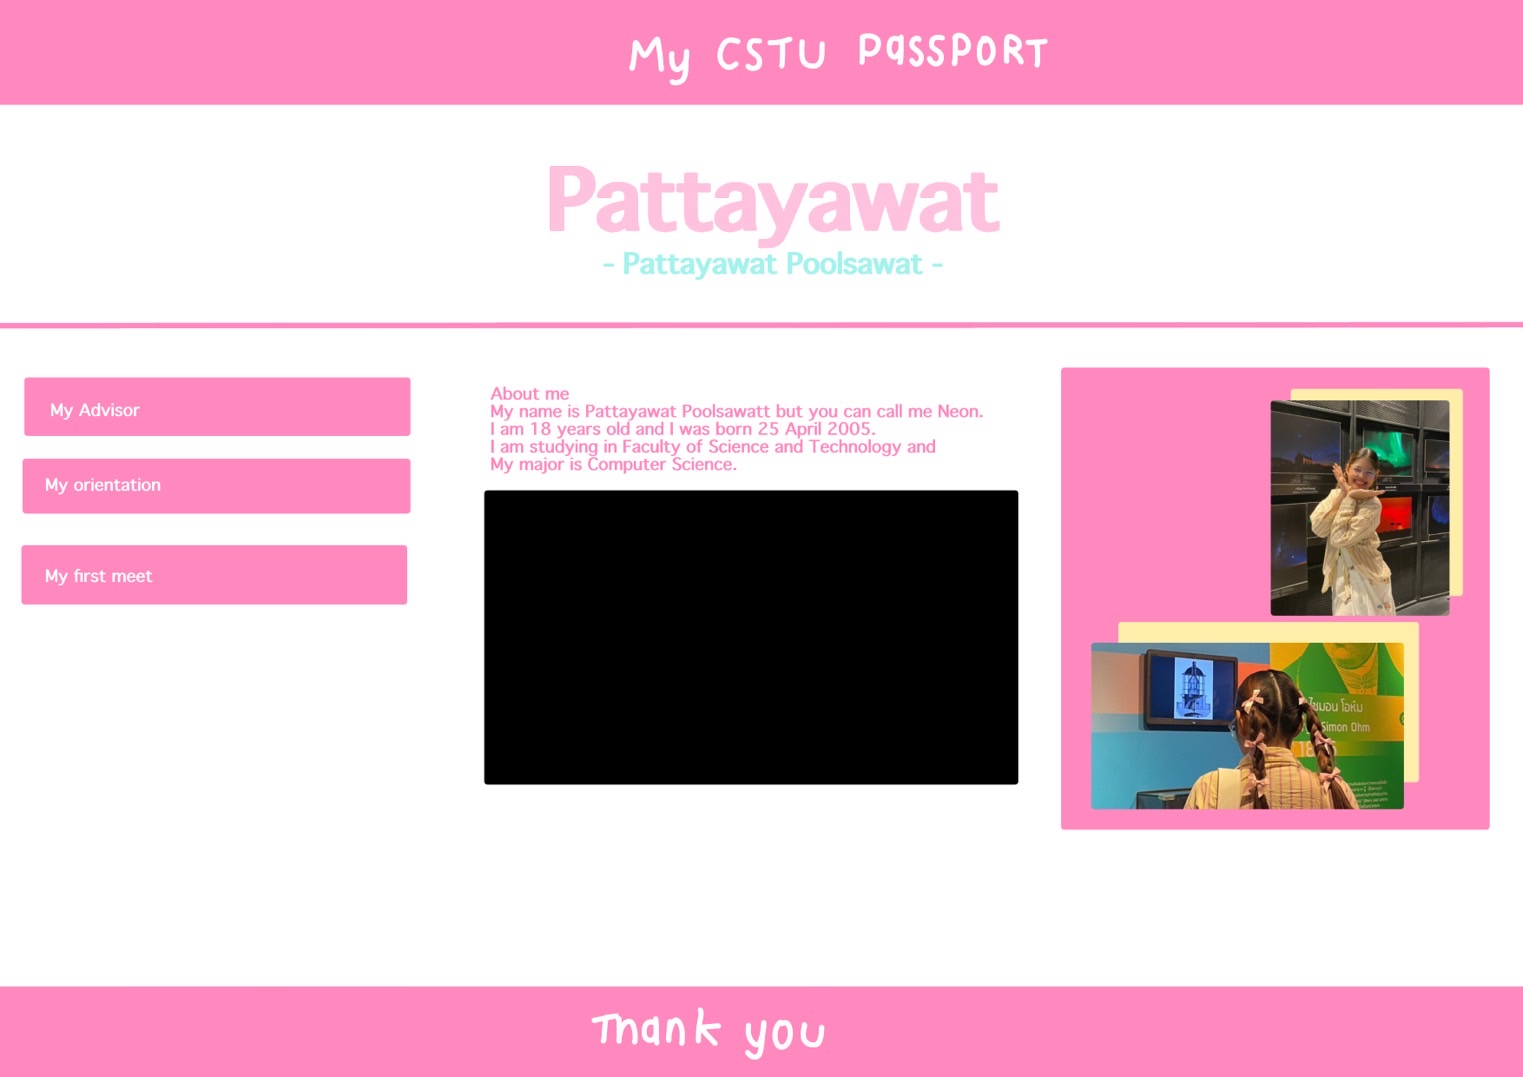 My CSTU PASSPORT
Pattayawat
- Pattayawat Poolsawat -
My Advisor
My orientation
My first meet
About me
My name is Pattayawat Poolsawatt but you can call me Neon.
I am 18 years old and I was born 25 April 2005.
I am studying in Faculty of Science and Technology and
My major is Computer Science.
ไซมอน โอห์ม
Simon Ohm
Thank you